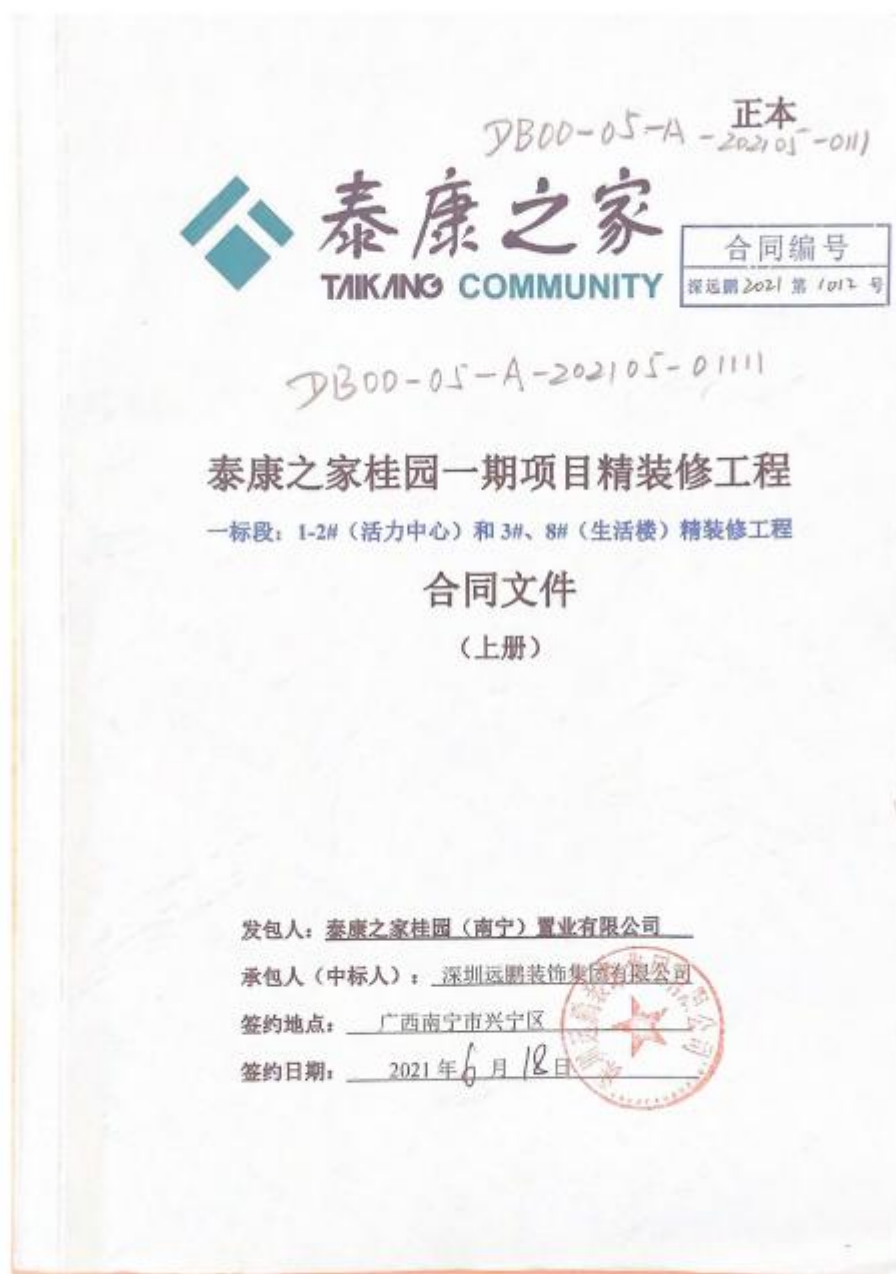 正本
DB00-05-A-202105-0111
泰康之家
TAIKANG COMMUNITY
合同编号
深远鹏2021第1012号
DB00-05-A-202105-01111
泰康之家桂园一期项目精装修工程
一标段：1-2#（活力中心）和 3#、8#（生活楼）精装修工程
合同文件
（上册）
发包人：泰康之家桂园（南宁）置业有限公司
承包人（中标人）：深圳远鹏装饰集团有限公司
签约地点：广西南宁市兴宁区
签约日期：2021 年 6 月 18 日